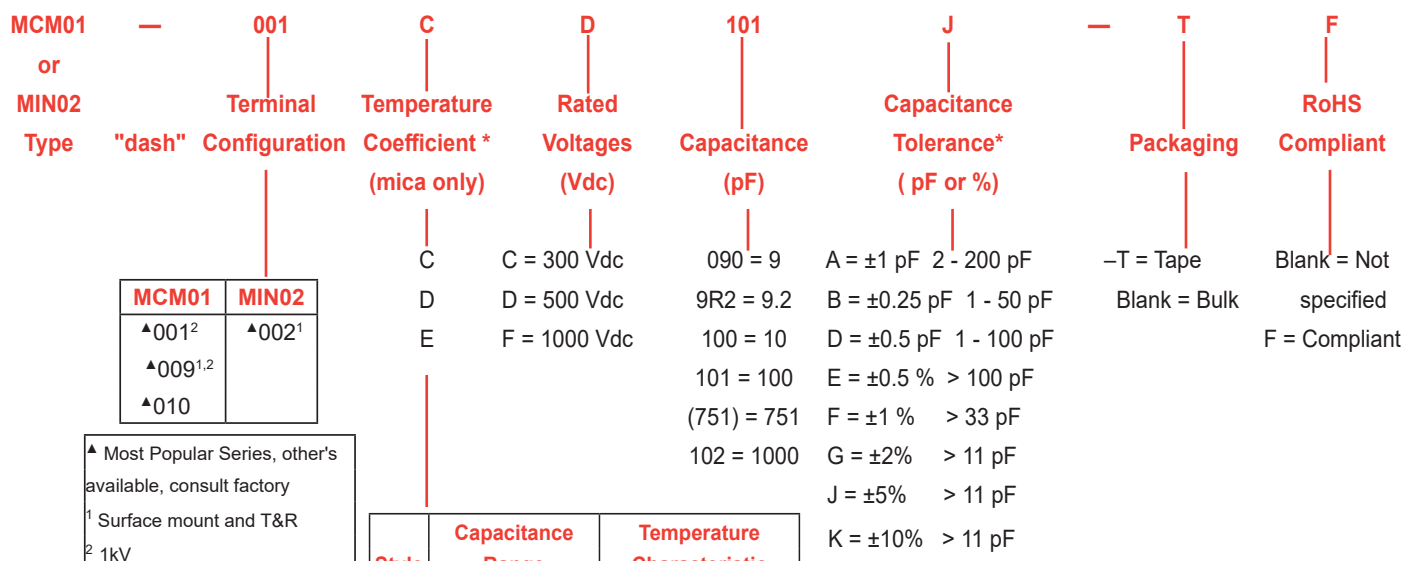 MCM01 — 001 C D 101 J — T F
or
MIN02 Terminal Temperature Rated Capacitance RoHS
Type "dash" Configuration Coefficient * Voltages Capacitance Tolerance* Packaging Compliant
(mica only) (Vdc) (pF) ( pF or %)
C C = 300 Vdc 090 = 9 A = ±1 pF 2 - 200 pF –T = Tape Blank = Not
MCM01 MIN02 D D = 500 Vdc 9R2 = 9.2 B = ±0.25 pF 1 - 50 pF Blank = Bulk specified
▲001² ▲002¹ E F = 1000 Vdc 100 = 10 D = ±0.5 pF 1 - 100 pF F = Compliant
▲009¹,² 101 = 100 E = ±0.5 % > 100 pF
▲010 (751) = 751 F = ±1 % > 33 pF
▲ Most Popular Series, other's 102 = 1000 G = ±2% > 11 pF
available, consult factory J = ±5% > 11 pF
¹ Surface mount and T&R Capacitance Temperature K = ±10% > 11 pF
² 1kV Style Range Characteristic